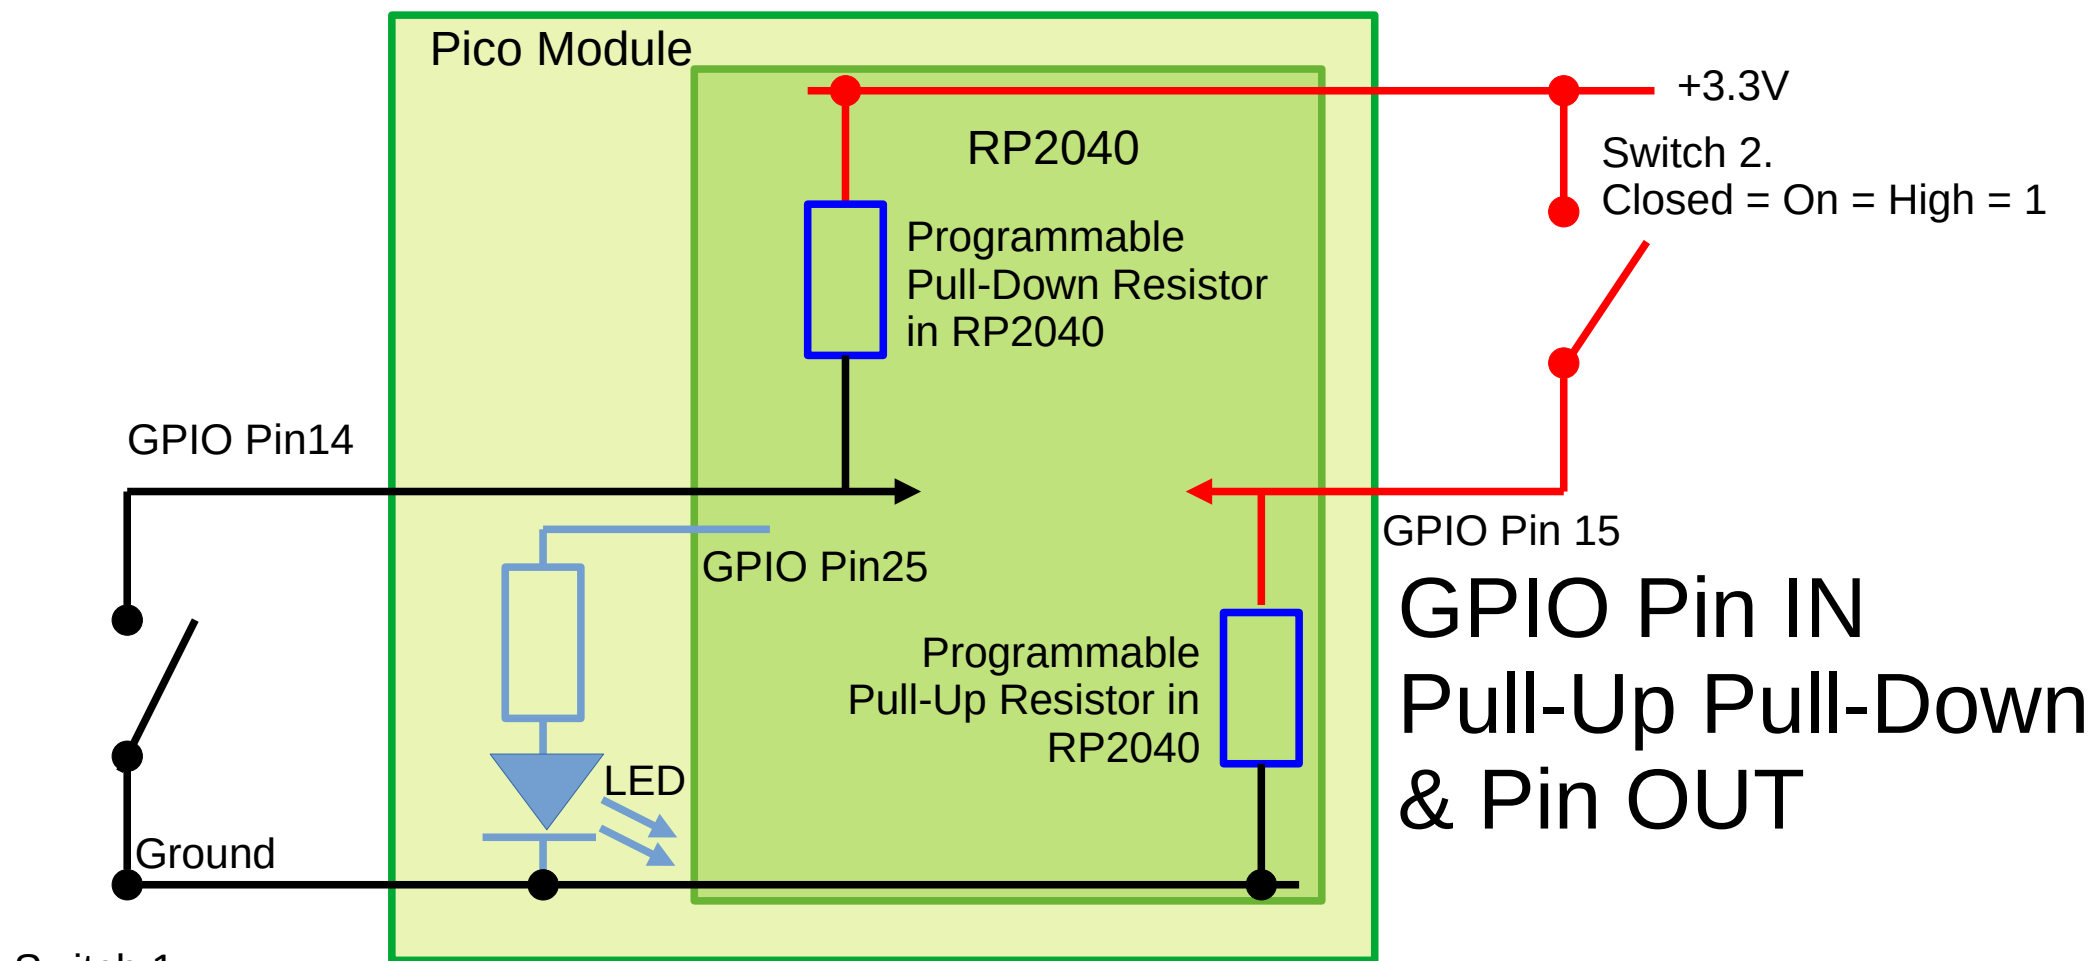 Pico Module
+3.3V
RP2040
Switch 2.
Closed = On = High = 1
Programmable
Pull-Down Resistor
in RP2040
GPIO Pin14
GPIO Pin 15
GPIO Pin25
GPIO Pin IN
Pull-Up Pull-Down
& Pin OUT
Programmable
Pull-Up Resistor in
RP2040
LED
Ground
Switch 1